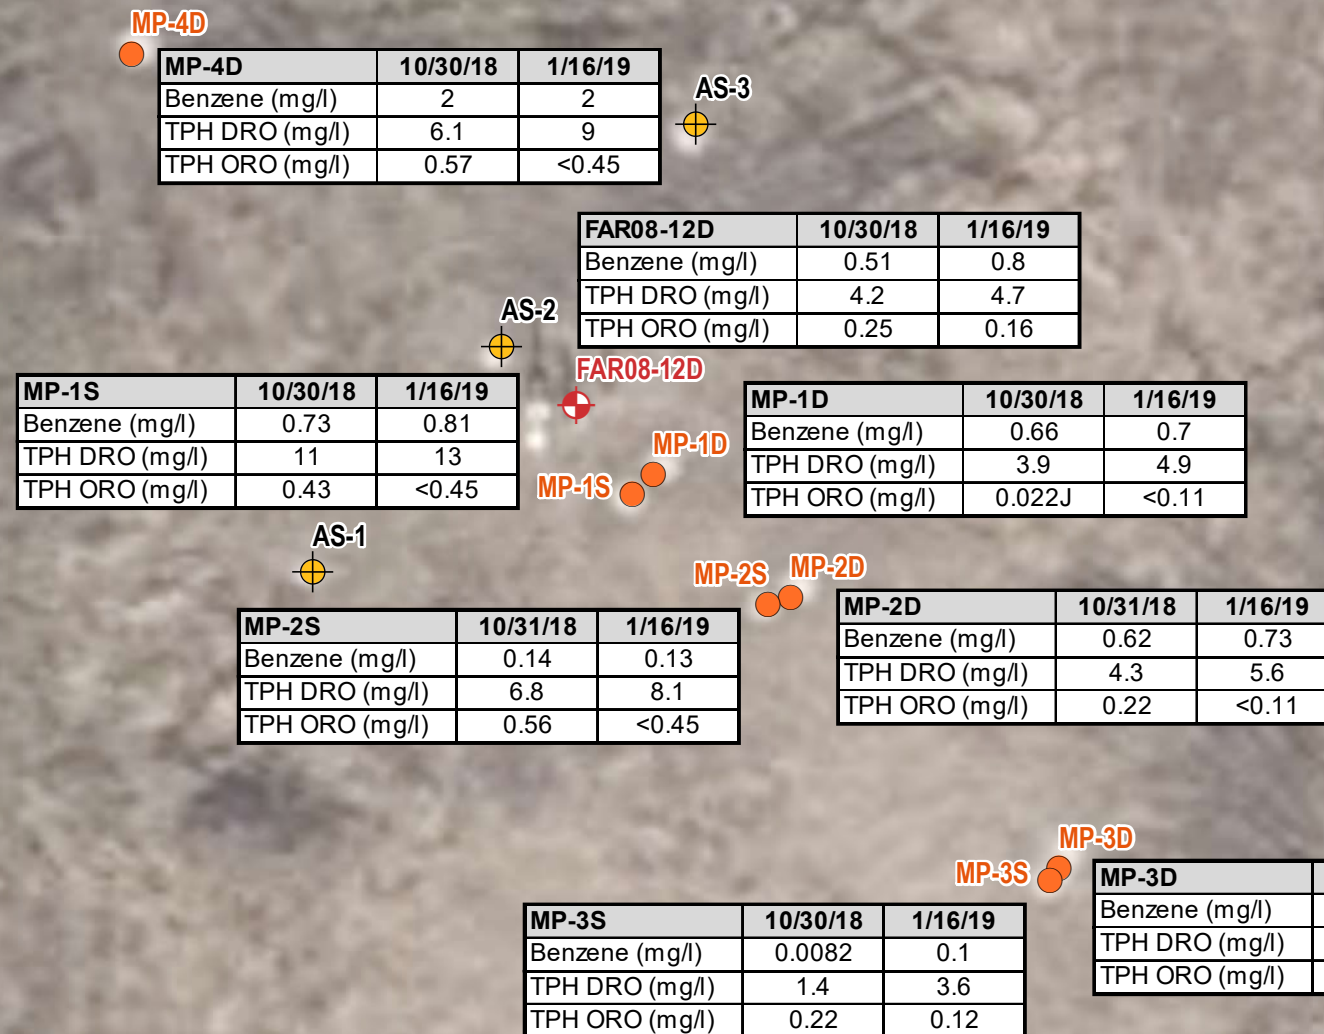 MP-4D
MP-4D 10/30/18 1/16/19
Benzene (mg/l) 2 2
TPH DRO (mg/l) 6.1 9
TPH ORO (mg/l) 0.57 <0.45
AS-3
FAR08-12D 10/30/18 1/16/19
Benzene (mg/l) 0.51 0.8
TPH DRO (mg/l) 4.2 4.7
TPH ORO (mg/l) 0.25 0.16
AS-2
FAR08-12D
MP-1S 10/30/18 1/16/19
Benzene (mg/l) 0.73 0.81
TPH DRO (mg/l) 11 13
TPH ORO (mg/l) 0.43 <0.45
MP-1D
MP-1S
MP-1D 10/30/18 1/16/19
Benzene (mg/l) 0.66 0.7
TPH DRO (mg/l) 3.9 4.9
TPH ORO (mg/l) 0.022J <0.11
AS-1
MP-2S MP-2D
MP-2S 10/31/18 1/16/19
Benzene (mg/l) 0.14 0.13
TPH DRO (mg/l) 6.8 8.1
TPH ORO (mg/l) 0.56 <0.45
MP-2D 10/31/18 1/16/19
Benzene (mg/l) 0.62 0.73
TPH DRO (mg/l) 4.3 5.6
TPH ORO (mg/l) 0.22 <0.11
MP-3D
MP-3S
MP-3D
Benzene (mg/l)
TPH DRO (mg/l)
TPH ORO (mg/l)
MP-3S 10/30/18 1/16/19
Benzene (mg/l) 0.0082 0.1
TPH DRO (mg/l) 1.4 3.6
TPH ORO (mg/l) 0.22 0.12